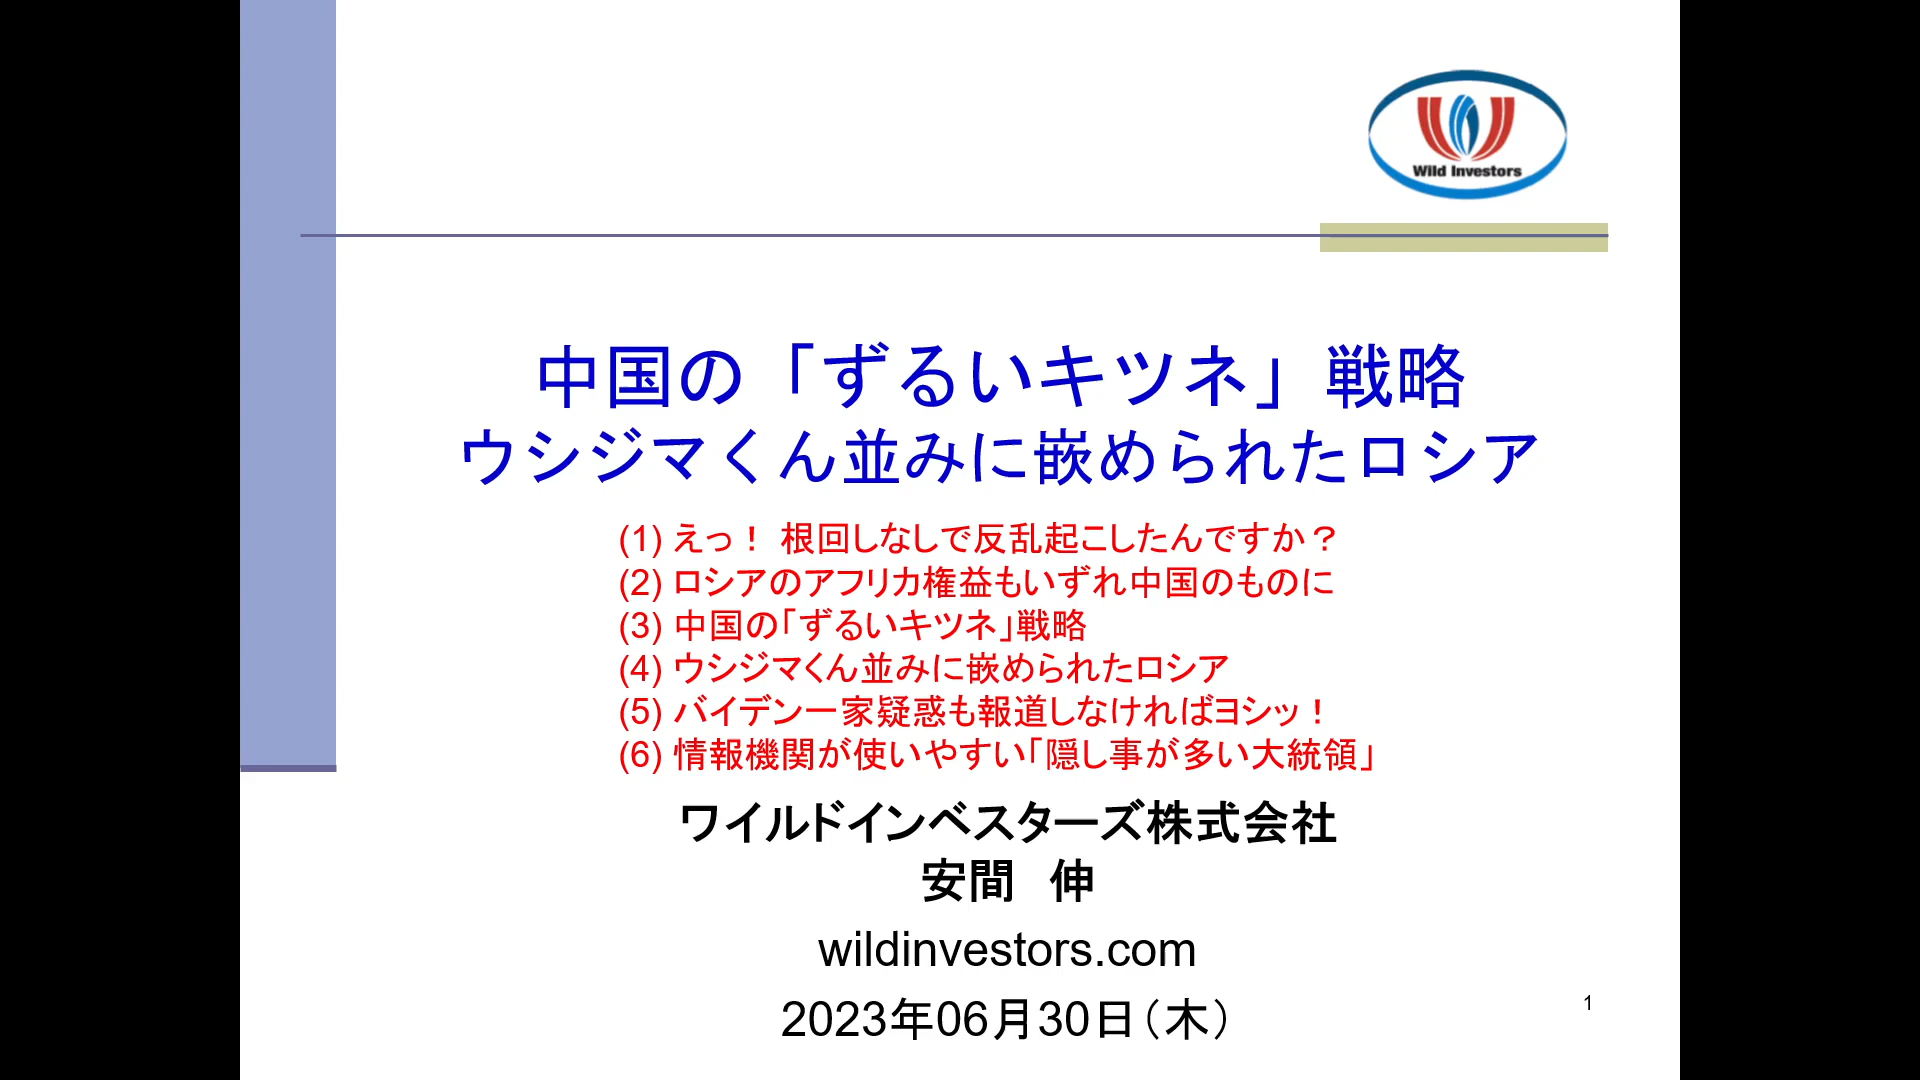 Wild Investors
中国の「ずるいキツネ」戦略
ウシジマくん並みに嵌められたロシア
(1) えっ！ 根回しなしで反乱起こしたんですか？
(2) ロシアのアフリカ権益もいずれ中国のものに
(3) 中国の「ずるいキツネ」戦略
(4) ウシジマくん並みに嵌められたロシア
(5) バイデン一家疑惑も報道しなければヨシッ！
(6) 情報機関が使いやすい「隠し事が多い大統領」
ワイルドインベスターズ株式会社
安間　伸
wildinvestors.com
2023年06月30日（木）
1